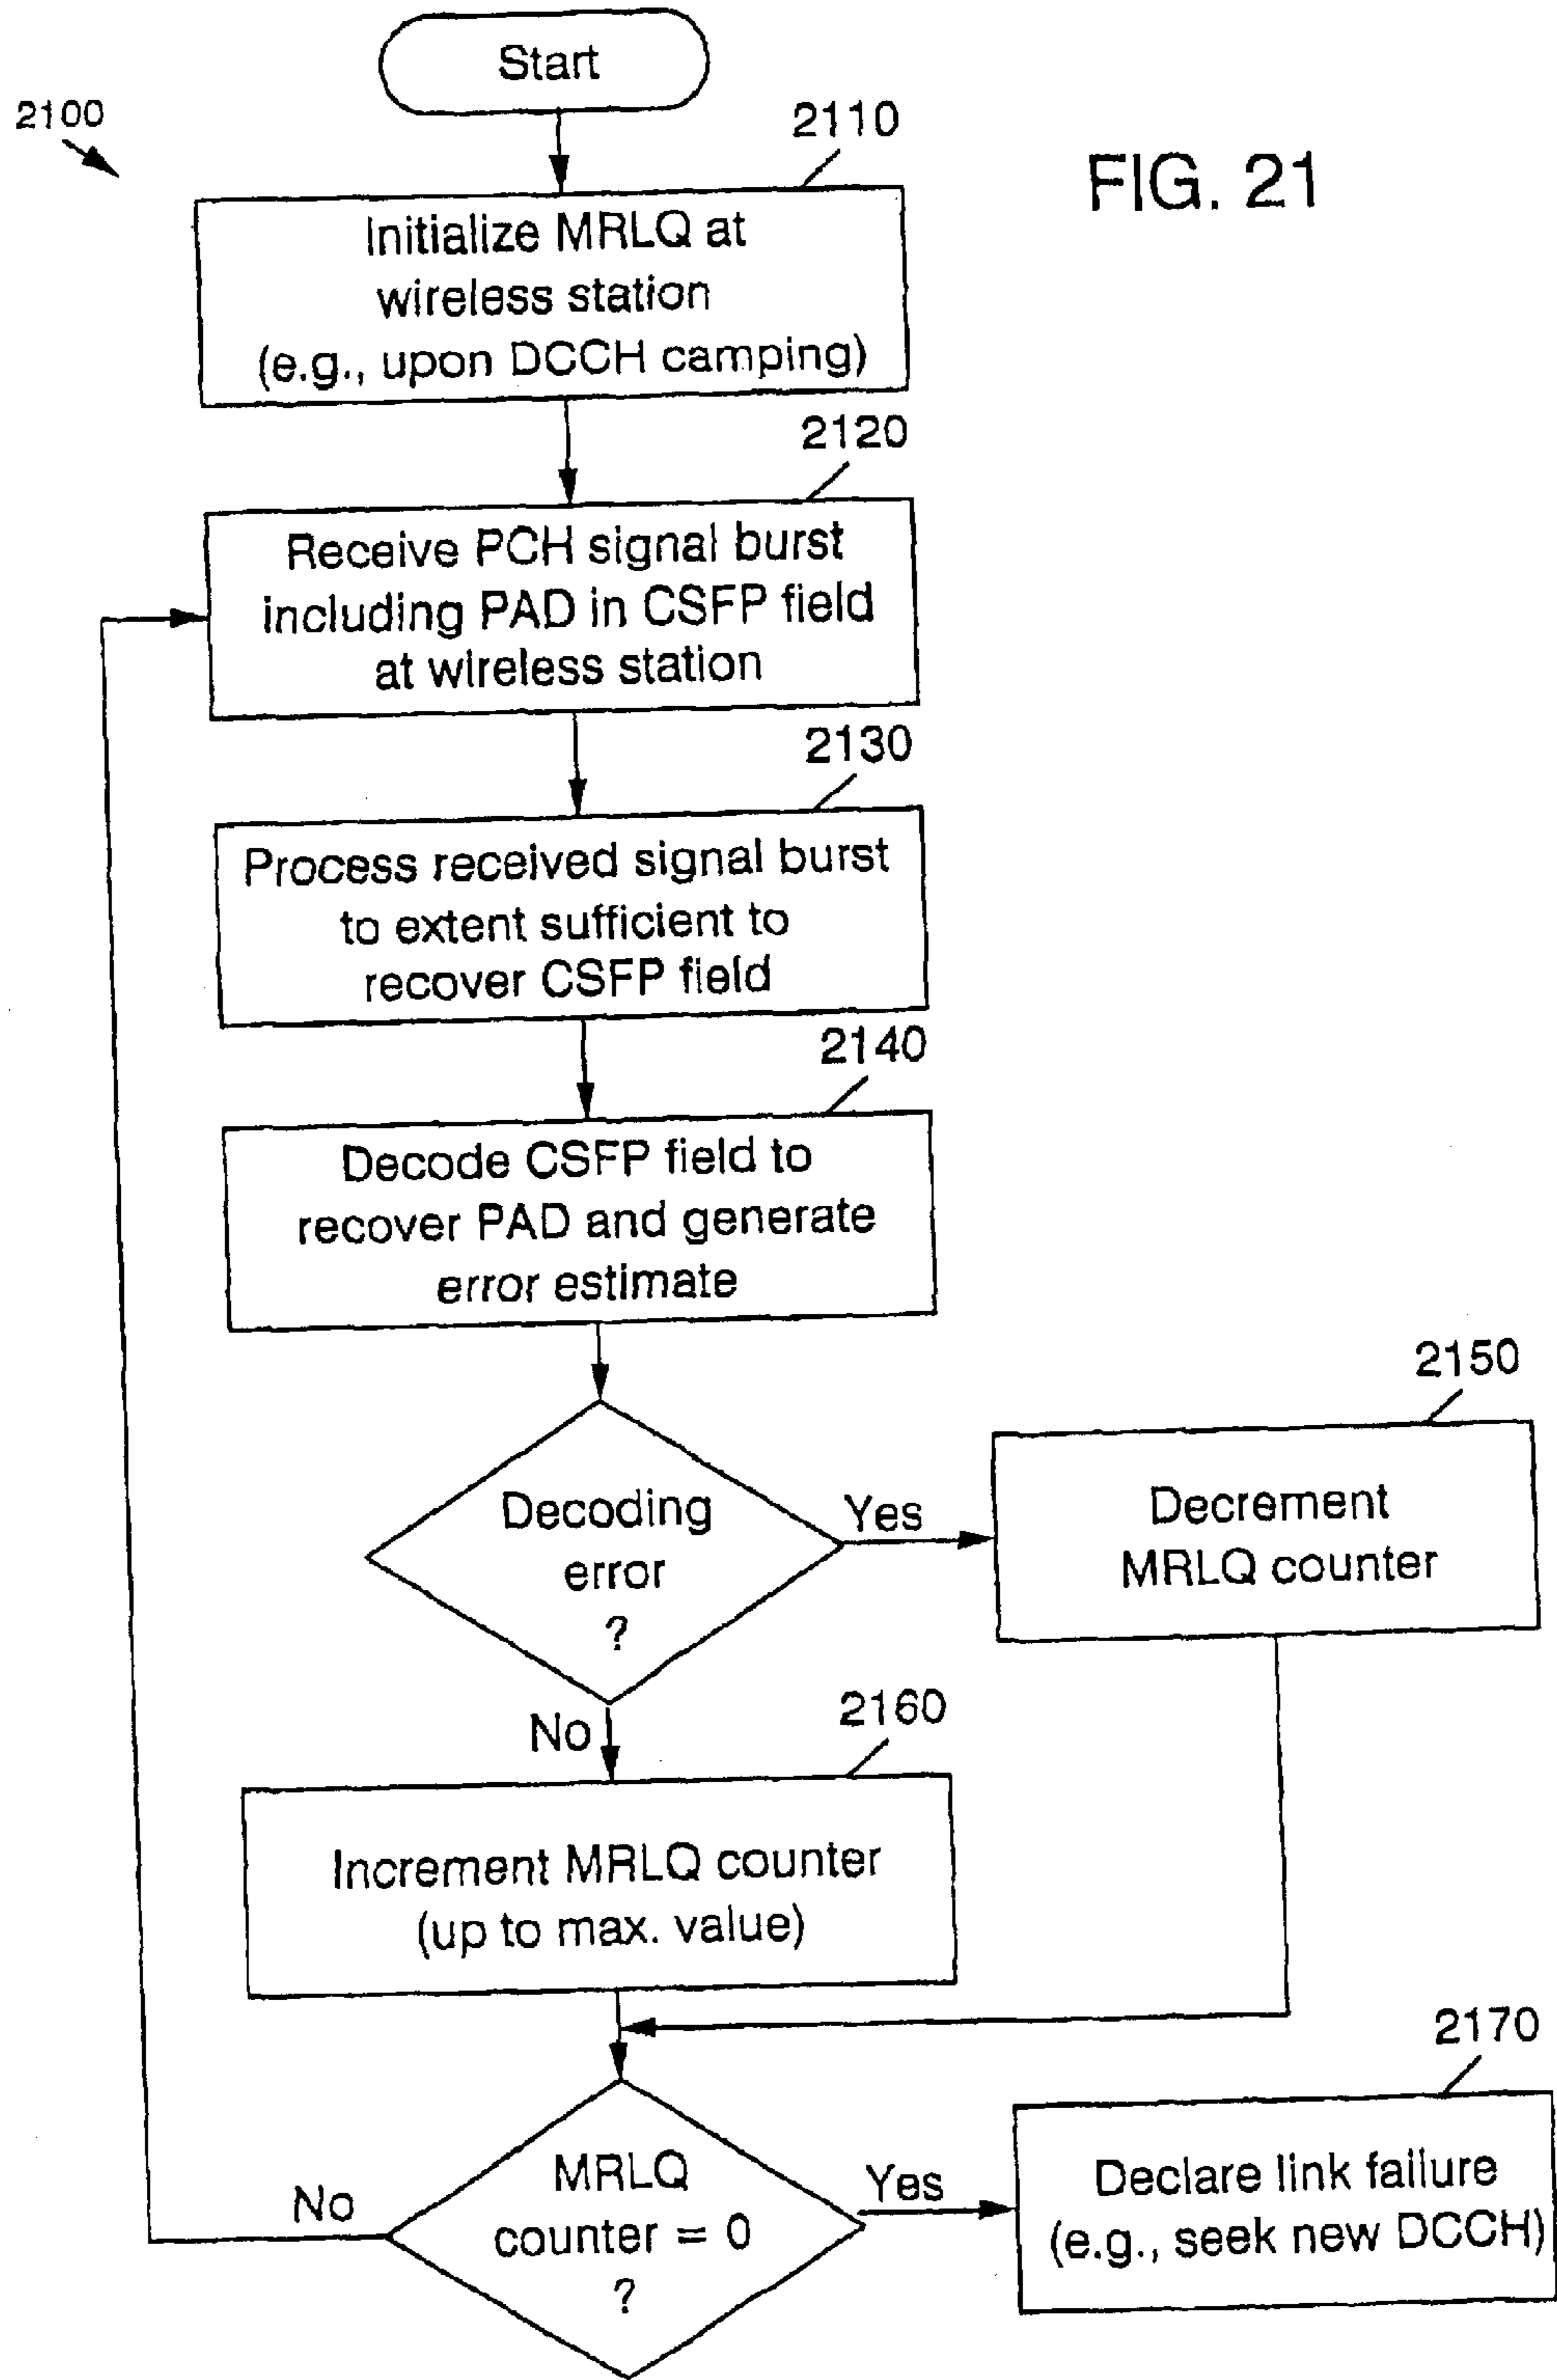 Start
2100
2110
FIG. 21
Initialize MRLQ at
wireless station
(e.g., upon DCCH camping)
2120
Receive PCH signal burst
including PAD in CSFP field
at wireless station
2130
Process received signal burst
to extent sufficient to
recover CSFP field
2140
Decode CSFP field to
recover PAD and generate
error estimate
2150
Decoding
error
?
Yes
Decrement
MRLQ counter
No
2160
Increment MRLQ counter
(up to max. value)
2170
MRLQ
counter = 0
?
No
Yes
Declare link failure
(e.g., seek new DCCH)